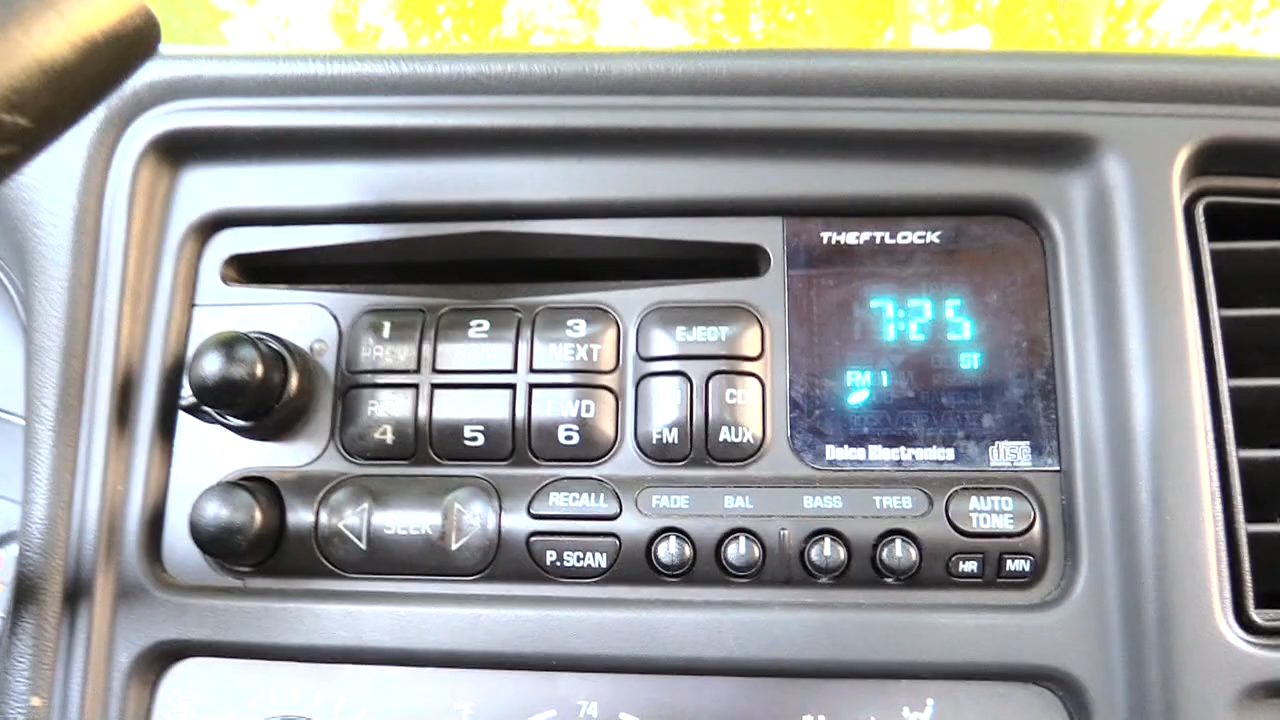 THEFTLOCK
7:25
ST
FM 1
Delco Electronics
disc
1 2 3
NEXT
EJECT
4 5
FWD
6
FM
CD
AUX
SEEK
RECALL
P.SCAN
FADE BAL BASS TREB
AUTO
TONE
HR MN
°F 74